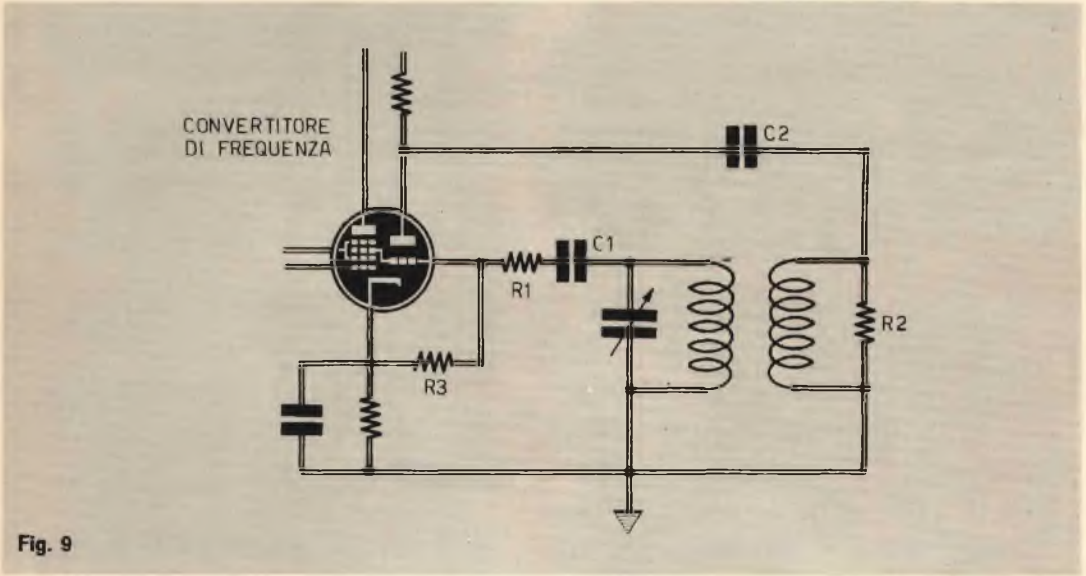 CONVERTITORE
DI FREQUENZA
C2
C1
R1
R2
R3
Fig. 9